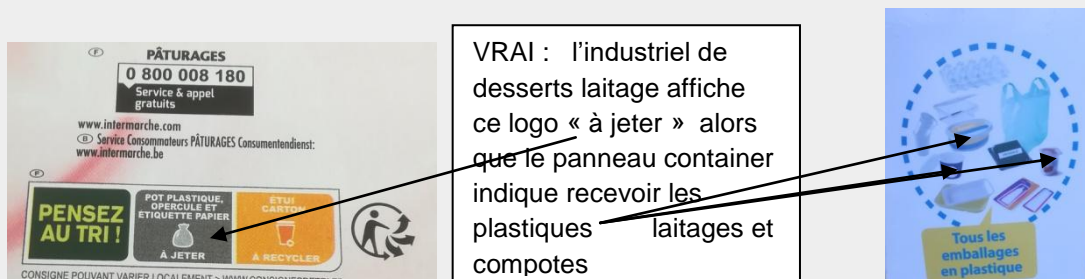 PÂTURAGES
0 800 008 180
Service & appel
gratuits
www.intermarche.com
Service Consommateurs PÂTURAGES Consumentendienst:
www.intermarche.be
PENSEZ
AU TRI !
POT PLASTIQUE,
OPERCULE ET
ETIQUETTE PAPIER
À JETER
ÉTUI
CARTON
À RECYCLER
CONSIGNE POUVANT VARIER LOCALEMENT >
VRAI : l’industriel de
desserts laitage affiche
ce logo « à jeter » alors
que le panneau container
indique recevoir les
plastiques laitages et
compotes
Tous les
emballages
en plastique